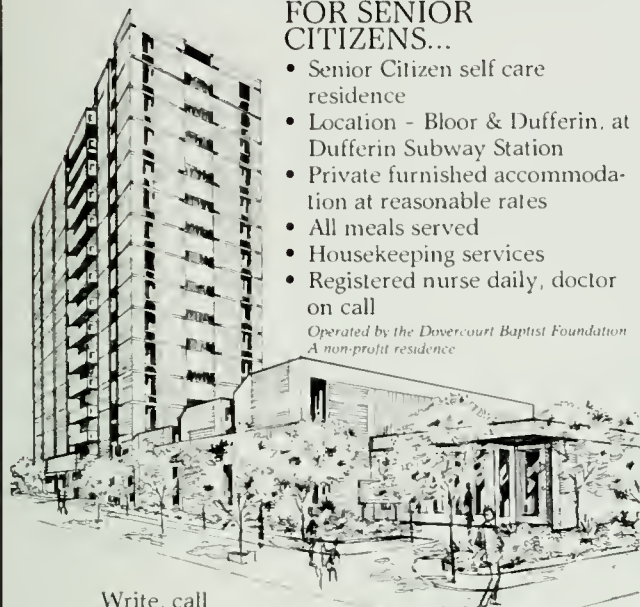 FOR SENIOR
CITIZENS...
• Senior Citizen self care
residence
• Location - Bloor & Dufferin, at
Dufferin Subway Station
• Private furnished accommoda-
tion at reasonable rates
• All meals served
• Housekeeping services
• Registered nurse daily, doctor
on call
Operated by the Dovercourt Baptist Foundation
A non-profit residence
Write, call